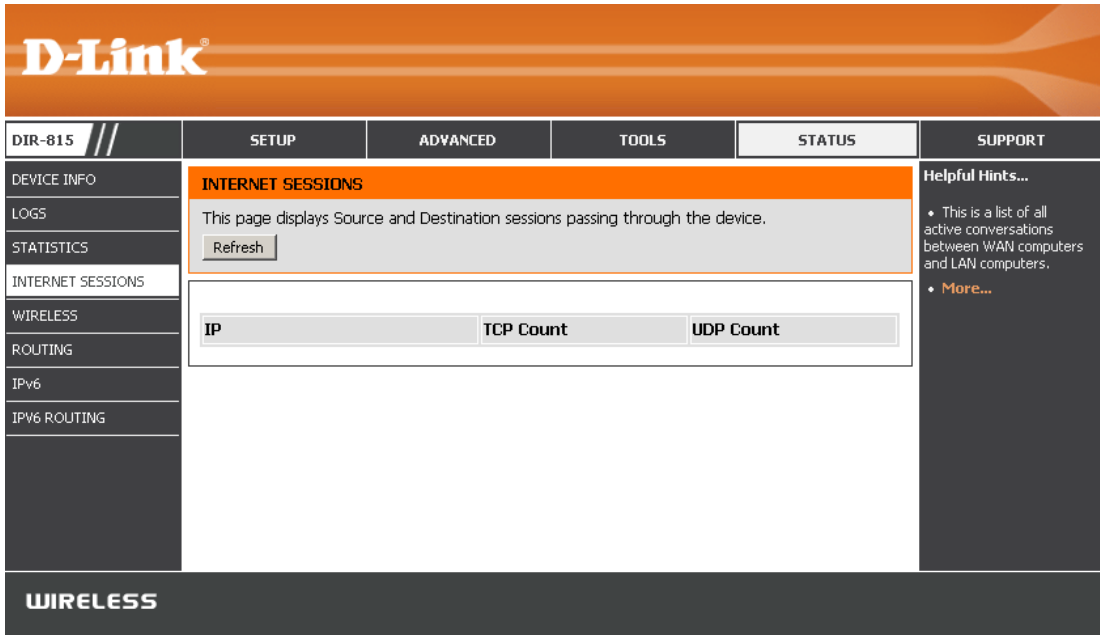 D-Link®
DIR-815
SETUP
ADVANCED
TOOLS
STATUS
SUPPORT
DEVICE INFO
LOGS
STATISTICS
INTERNET SESSIONS
WIRELESS
ROUTING
IPv6
IPV6 ROUTING
INTERNET SESSIONS
This page displays Source and Destination sessions passing through the device.
Refresh
IP
TCP Count
UDP Count
Helpful Hints...
• This is a list of all
active conversations
between WAN computers
and LAN computers.
• More...
WIRELESS